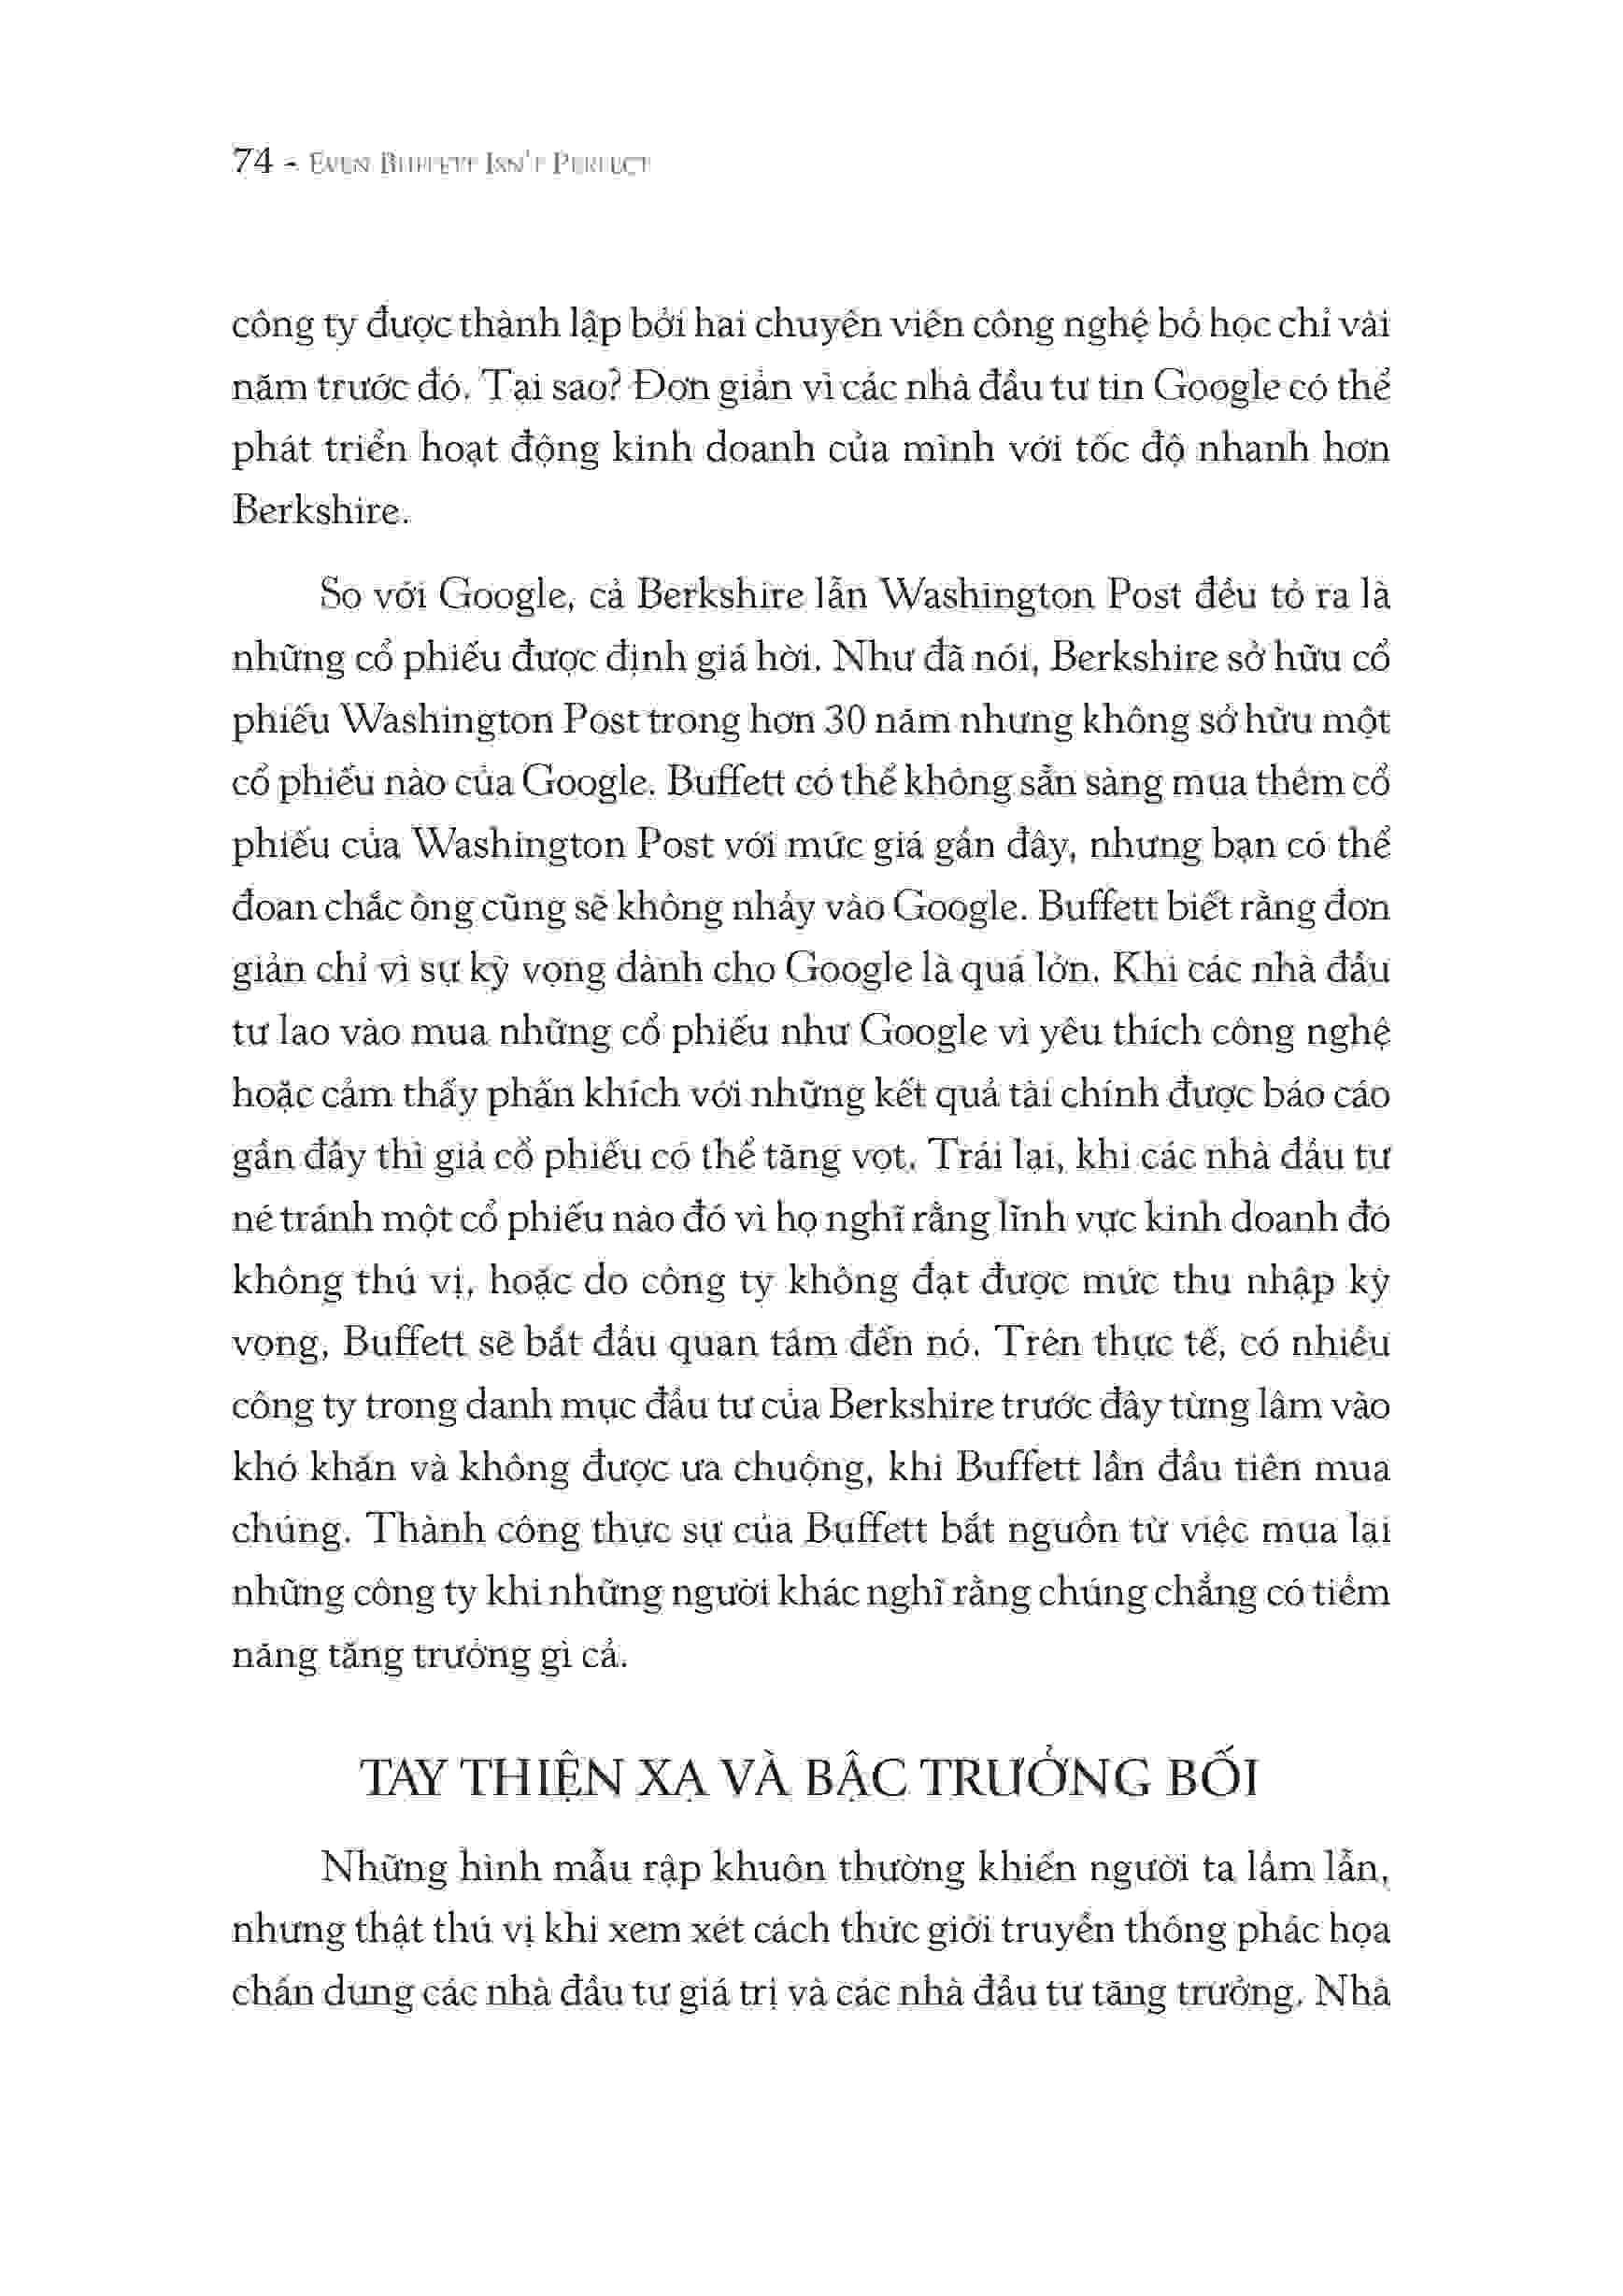 74 - EVEN BUFFETT ISN'T PERFECT
công ty được thành lập bởi hai chuyên viên công nghệ bỏ học chỉ vài
năm trước đó. Tại sao? Đơn giản vì các nhà đầu tư tin Google có thể
phát triển hoạt động kinh doanh của mình với tốc độ nhanh hơn
Berkshire.
So với Google, cả Berkshire lẫn Washington Post đều tỏ ra là
những cổ phiếu được định giá hời. Như đã nói, Berkshire sở hữu cổ
phiếu Washington Post trong hơn 30 năm nhưng không sở hữu một
cổ phiếu nào của Google. Buffett có thể không sẵn sàng mua thêm cổ
phiếu của Washington Post với mức giá gần đây, nhưng bạn có thể
đoan chắc ông cũng sẽ không nhảy vào Google. Buffett biết rằng đơn
giản chỉ vì sự kỳ vọng dành cho Google là quá lớn. Khi các nhà đầu
tư lao vào mua những cổ phiếu như Google vì yêu thích công nghệ
hoặc cảm thấy phấn khích với những kết quả tài chính được báo cáo
gần đây thì giá cổ phiếu có thể tăng vọt. Trái lại, khi các nhà đầu tư
né tránh một cổ phiếu nào đó vì họ nghĩ rằng lĩnh vực kinh doanh đó
không thú vị, hoặc do công ty không đạt được mức thu nhập kỳ
vọng, Buffett sẽ bắt đầu quan tâm đến nó. Trên thực tế, có nhiều
công ty trong danh mục đầu tư của Berkshire trước đây từng lâm vào
khó khăn và không được ưa chuộng, khi Buffett lần đầu tiên mua
chúng. Thành công thực sự của Buffett bắt nguồn từ việc mua lại
những công ty khi những người khác nghĩ rằng chúng chẳng có tiềm
năng tăng trưởng gì cả.
TAY THIỆN XẠ VÀ BẬC TRƯỞNG BỐI
Những hình mẫu rập khuôn thường khiến người ta lầm lẫn,
nhưng thật thú vị khi xem xét cách thức giới truyền thông phác họa
chân dung các nhà đầu tư giá trị và các nhà đầu tư tăng trưởng. Nhà